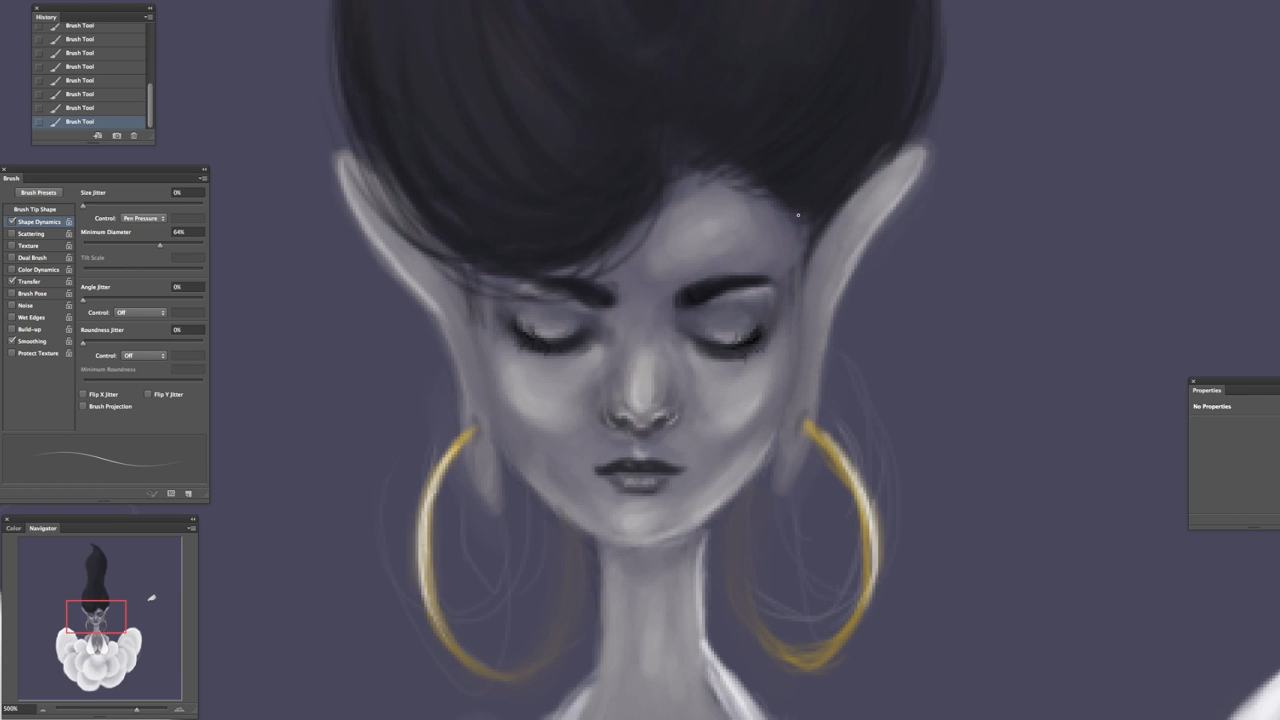 History
Brush Tool
Brush Tool
Brush Tool
Brush Tool
Brush Tool
Brush Tool
Brush Tool
Brush Tool
Brush
Brush Presets
Size Jitter 0%
Brush Tip Shape
Shape Dynamics
Control: Pen Pressure
Scattering
Minimum Diameter 64%
Texture
Dual Brush
Tilt Scale
Color Dynamics
Transfer
Angle Jitter 0%
Brush Pose
Noise
Control: Off
Wet Edges
Build-up
Roundness Jitter 0%
Smoothing
Protect Texture
Control: Off
Minimum Roundness
Flip X Jitter Flip Y Jitter
Brush Projection
Color Navigator
500%
Properties
No Properties